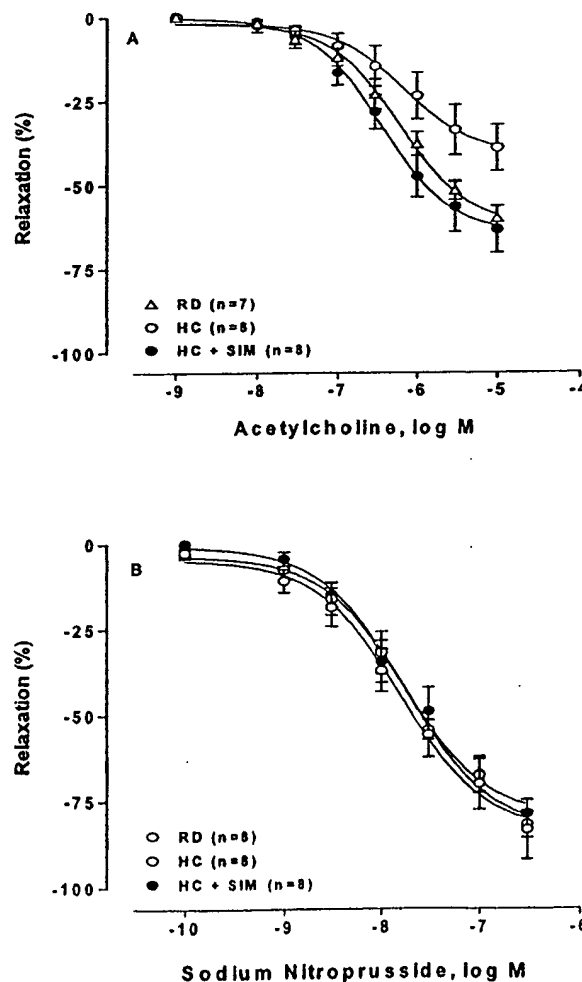 A
0
-25
-50
-75
-100
Relaxation (%)
RD (n=7)
HC (n=8)
HC + SIM (n=8)
-9 -8 -7 -6 -5 -4
Acetylcholine, log M
B
0
-25
-50
-75
-100
Relaxation (%)
RD (n=8)
HC (n=8)
HC + SIM (n=8)
-10 -9 -8 -7 -6
Sodium Nitroprusside, log M